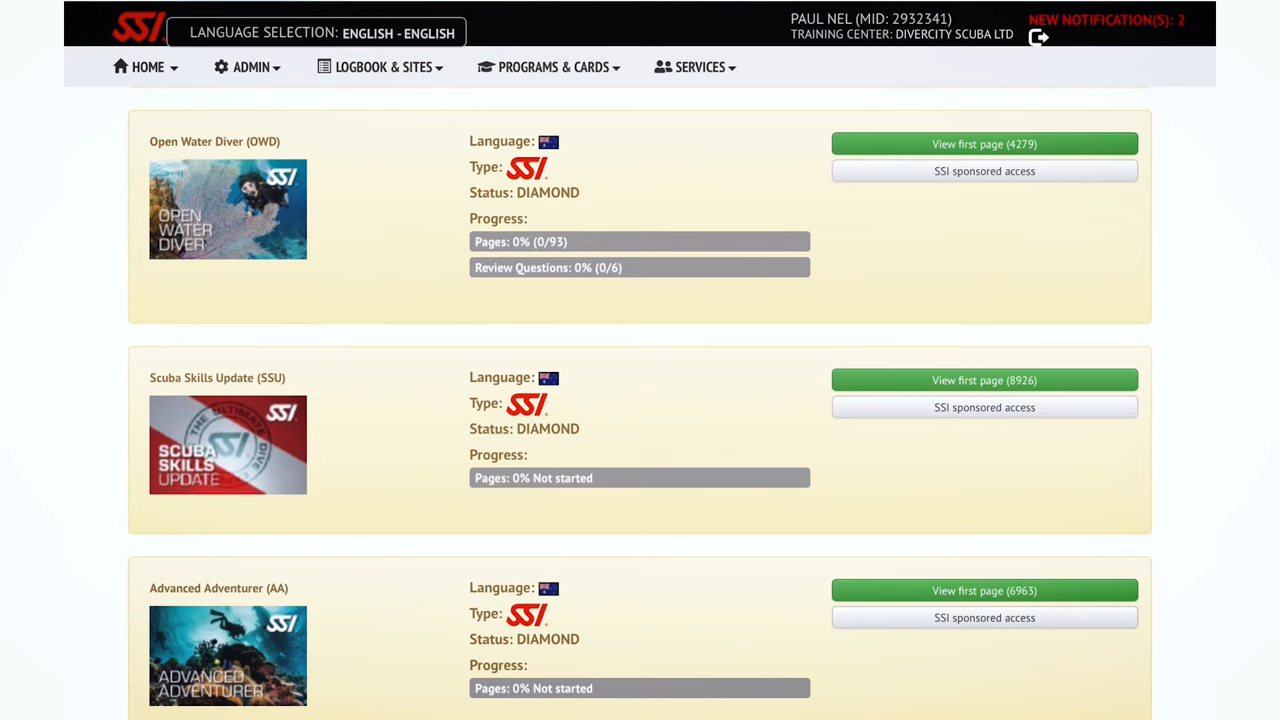 SSI
LANGUAGE SELECTION: ENGLISH - ENGLISH
PAUL NEL (MID: 2932341)
TRAINING CENTER: DIVERCITY SCUBA LTD
NEW NOTIFICATION(S): 2
HOME
ADMIN
LOGBOOK & SITES
PROGRAMS & CARDS
SERVICES
Open Water Diver (OWD)
SSI
OPEN
WATER
DIVER
Language:
Type: SSI
Status: DIAMOND
Progress:
Pages: 0% (0/93)
Review Questions: 0% (0/6)
View first page (4279)
SSI sponsored access
Scuba Skills Update (SSU)
SSI
THE ULTIMATE DIVE
SSI
SCUBA
SKILLS
UPDATE
Language:
Type: SSI
Status: DIAMOND
Progress:
Pages: 0% Not started
View first page (8926)
SSI sponsored access
Advanced Adventurer (AA)
SSI
ADVANCED
ADVENTURER
Language:
Type: SSI
Status: DIAMOND
Progress:
Pages: 0% Not started
View first page (6963)
SSI sponsored access